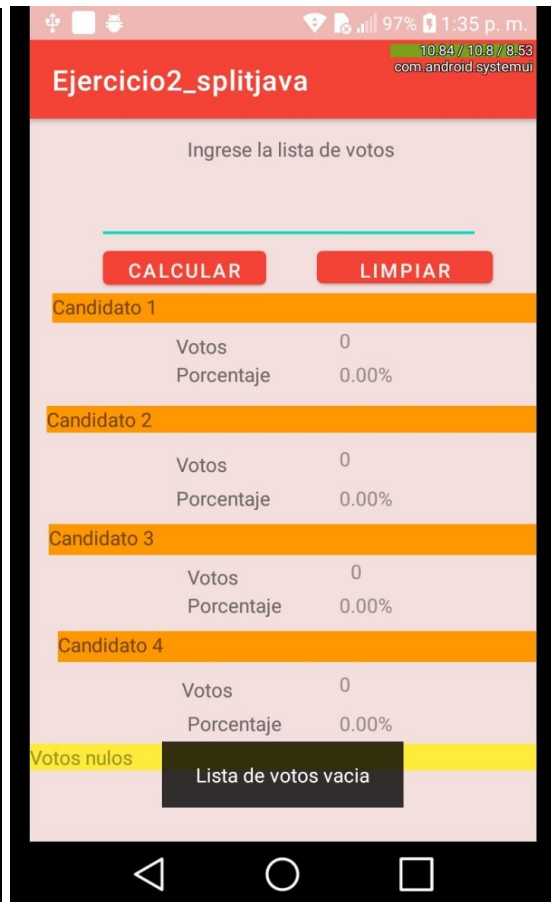 97% 1:35 p. m.
10.84 / 10.8 / 8.53
com.android.systemui
Ejercicio2_splitjava
Ingrese la lista de votos
CALCULAR LIMPIAR
Candidato 1
Votos 0
Porcentaje 0.00%
Candidato 2
Votos 0
Porcentaje 0.00%
Candidato 3
Votos 0
Porcentaje 0.00%
Candidato 4
Votos 0
Porcentaje 0.00%
Votos nulos
Lista de votos vacia